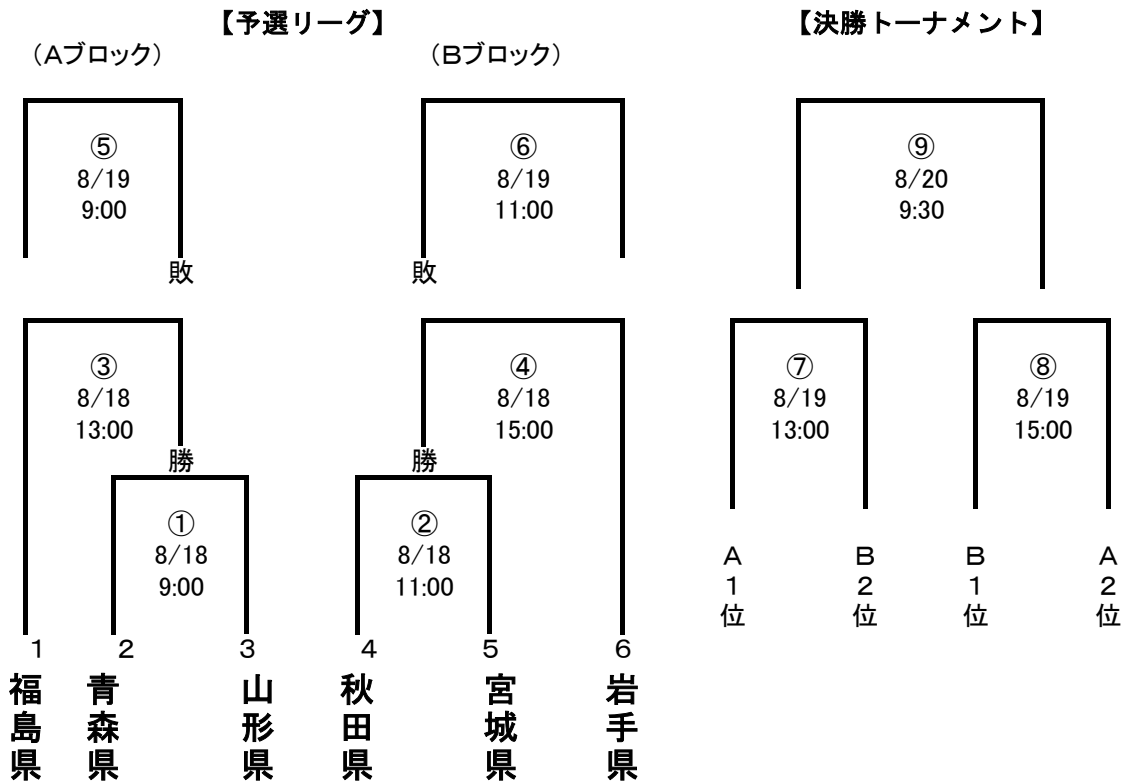 【予選リーグ】
【決勝トーナメント】
（Aブロック）
（Bブロック）
⑤
8/19
9:00
敗
⑥
8/19
11:00
敗
⑨
8/20
9:30
③
8/18
13:00
勝
④
8/18
15:00
勝
⑦
8/19
13:00
⑧
8/19
15:00
①
8/18
9:00
②
8/18
11:00
A1位
B2位
B1位
A2位
1
2
3
4
5
6
福島県
青森県
山形県
秋田県
宮城県
岩手県